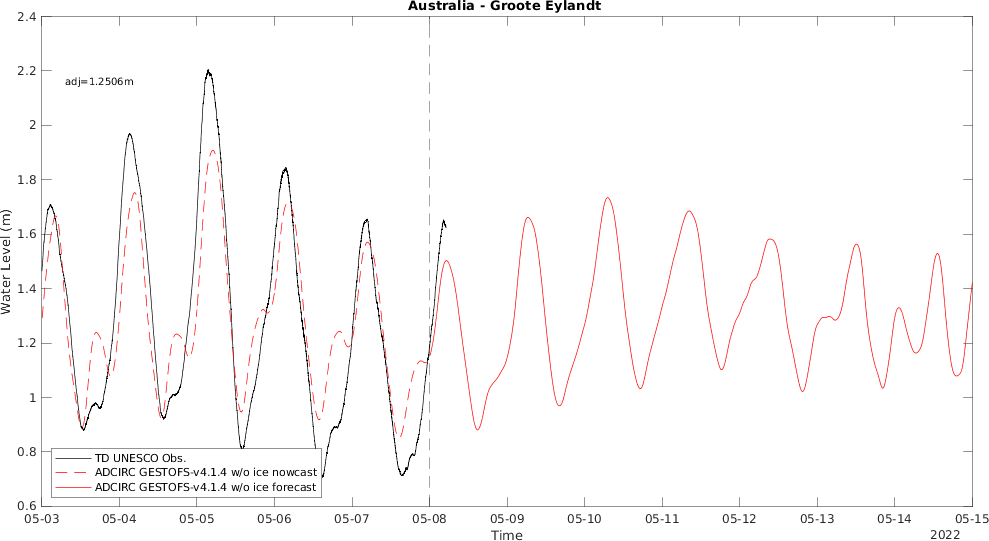 Australia - Groote Eylandt
2.4
2.2
adj=1.2506m
2
1.8
1.6
1.4
1.2
1
0.8
0.6
Water Level (m)
TD UNESCO Obs.
ADCIRC GESTOFS-v4.1.4 w/o ice nowcast
ADCIRC GESTOFS-v4.1.4 w/o ice forecast
05-03 05-04 05-05 05-06 05-07 05-08 05-09 05-10 05-11 05-12 05-13 05-14 05-15
Time
2022